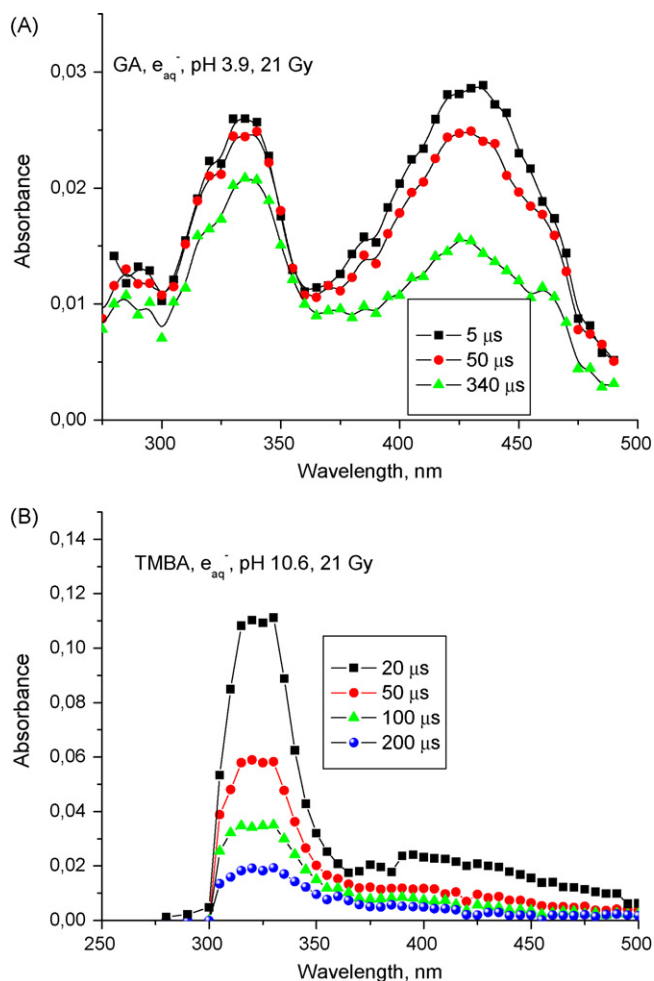 (A)
GA, e_aq^-, pH 3.9, 21 Gy
0,03
0,02
0,01
0,00
Absorbance
5 μs
50 μs
340 μs
300 350 400 450 500
Wavelength, nm
(B)
TMBA, e_aq^-, pH 10.6, 21 Gy
0,14
0,12
0,10
0,08
0,06
0,04
0,02
0,00
Absorbance
20 μs
50 μs
100 μs
200 μs
250 300 350 400 450 500
Wavelength, nm